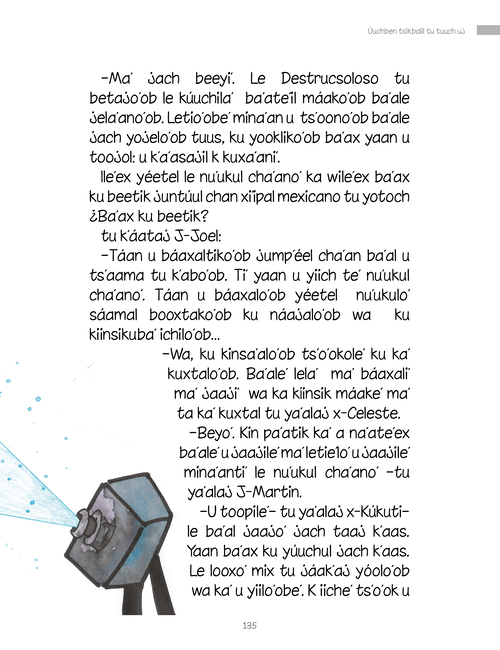 Úuchben tsikbalil tu tuuch uj
–Ma' jach beeyi'. Le Destrucsoloso tu
betajo'ob le kúuchila' ba'ate'il máako'ob ba'ale
jela'ano'ob. Letio'obe' mina'an u ts'oono'ob ba'ale
jach yojelo'ob tuus, ku yookliko'ob ba'ax yaan u
toojol: u k'a'asajil k kuxa'ani'.
Ile'ex yéetel le nu'ukul cha'ano' ka wile'ex ba'ax
ku beetik juntúul chan xi'ipal mexicano tu yotoch
¿Ba'ax ku beetik?
tu k'áataj J-Joel:
–Táan u báaxaltiko'ob jump'éel cha'an ba'al u
ts'aama tu k'abo'ob. Ti' yaan u yiich te' nu'ukul
cha'ano'. Táan u báaxalo'ob yéetel nu'ukulo'
sáamal booxtako'ob ku náajalo'ob wa ku
kíinsikuba' ichilo'ob...
–Wa, ku kinsa'alo'ob ts'o'okole' ku ka'
kuxtalo'ob. Ba'ale' lela' ma' báaxali'
ma' jaaji' wa ka kíinsik máake' ma'
ta ka' kuxtal tu ya'alaj x-Celeste.
–Beyo'. Kin pa'atik ka' a na'ate'ex
ba'ale' u jaajile' ma' letie'lo' u jaajile'
mina'anti' le nu'ukul cha'ano' –tu
ya'alaj J-Martin.
–U toopile'– tu ya'alaj x-Kúkuti–
le ba'al jaajo' jach taaj k'aas.
Yaan ba'ax ku yúuchul jach k'aas.
Le looxo' mix tu jáak'aj yóolo'ob
wa ka' u yiilo'obe'. K iiche' ts'o'ok u
135